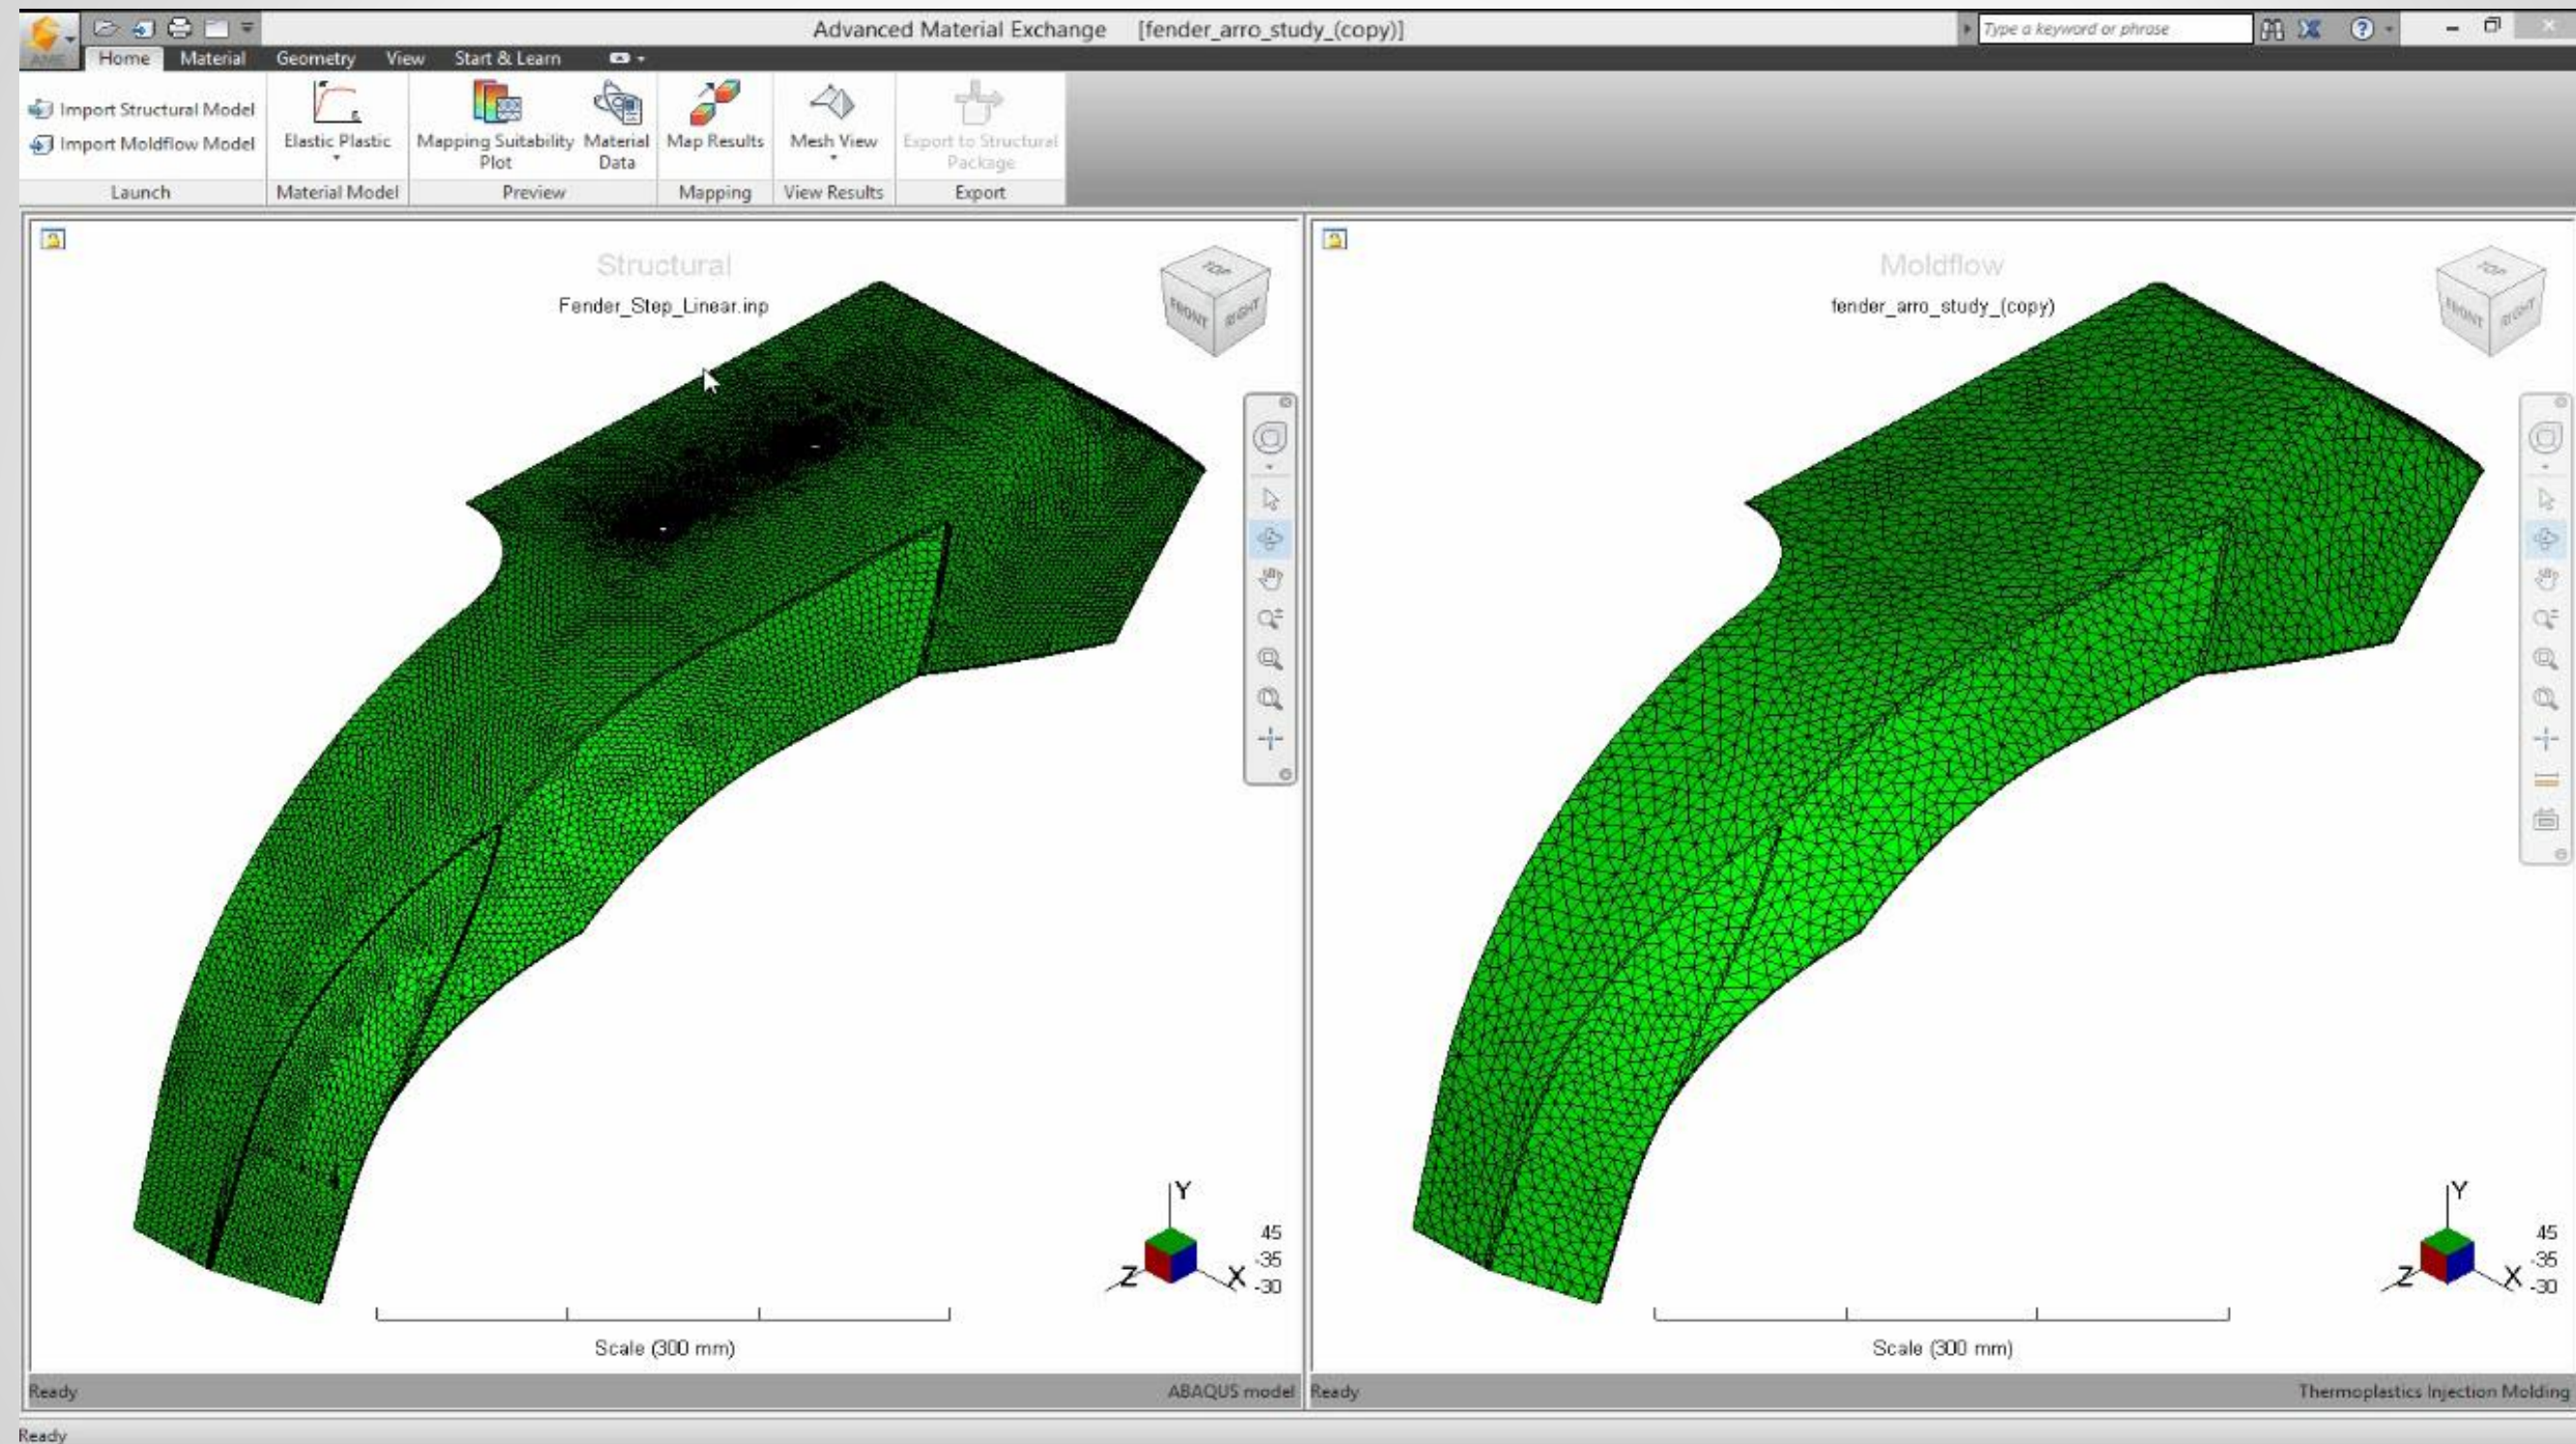 Advanced Material Exchange [fender_arro_study_(copy)]
Type a keyword or phrase
AME
Home Material Geometry View Start & Learn
Import Structural Model
Import Moldflow Model
Launch
Elastic Plastic
Material Model
Mapping Suitability
Plot
Material
Data
Preview
Map Results
Mapping
Mesh View
View Results
Export to Structural
Package
Export
Structural
Fender_Step_Linear.inp
TOP
FRONT RIGHT
Y
Z X
45
-35
-30
Scale (300 mm)
Ready ABAQUS model
Moldflow
fender_arro_study_(copy)
TOP
FRONT RIGHT
Y
Z X
45
-35
-30
Scale (300 mm)
Ready Thermoplastics Injection Molding
Ready